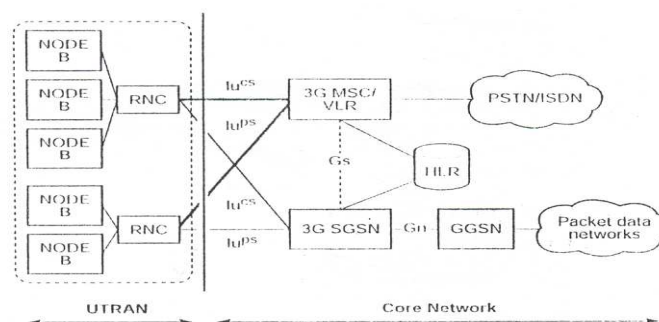 NODE
B
NODE
B
NODE
B
RNC
NODE
B
NODE
B
RNC
Iu^cs
Iu^ps
Iu^cs
Iu^ps
3G MSC/
VLR
PSTN/ISDN
Gs
HLR
3G SGSN
Gn
GGSN
Packet data
networks
UTRAN
Core Network